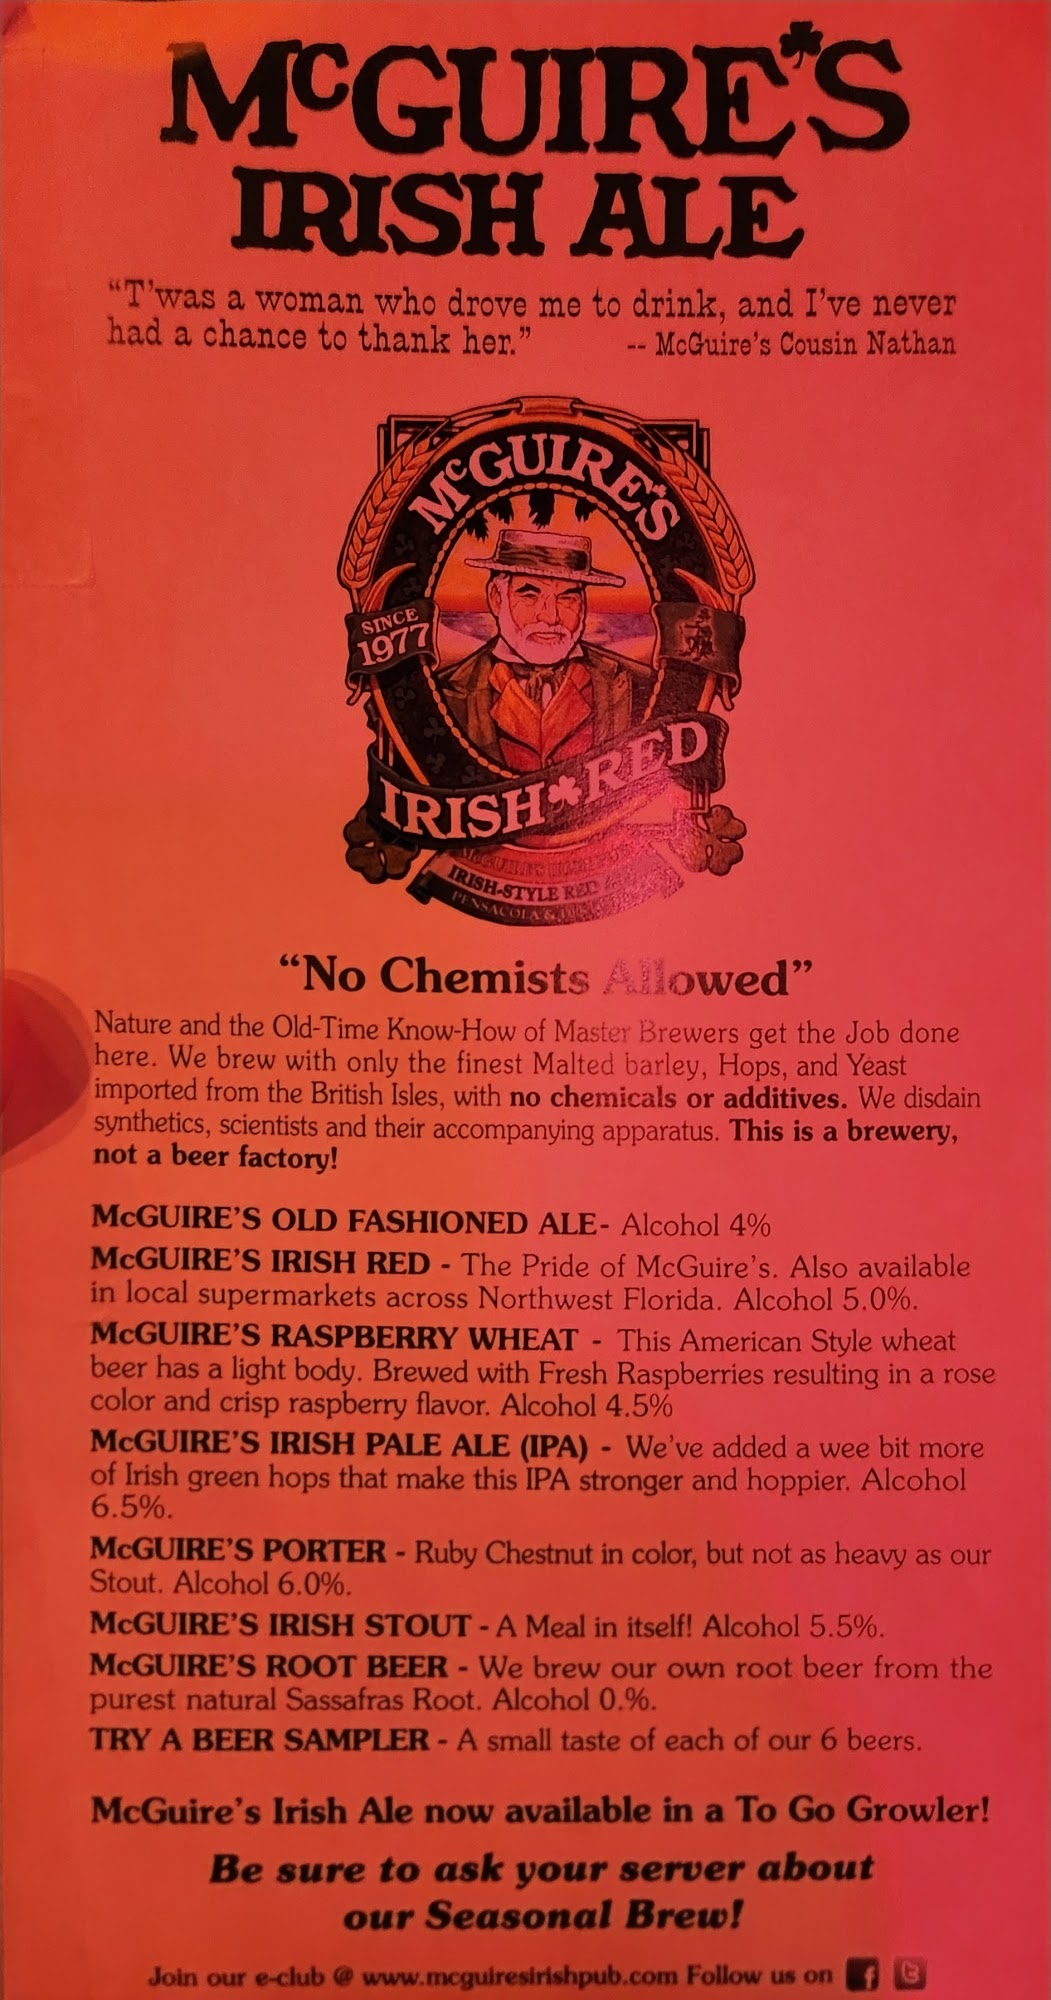 McGUIRE'S
IRISH ALE
“T'was a woman who drove me to drink, and I've never
had a chance to thank her.” -- McGuire's Cousin Nathan
McGUIRE'S
SINCE
1977
IRISH RED
IRISH-STYLE RED
PENSACOLA &
“No Chemists Allowed”
Nature and the Old-Time Know-How of Master Brewers get the Job done
here. We brew with only the finest Malted barley, Hops, and Yeast
imported from the British Isles, with no chemicals or additives. We disdain
synthetics, scientists and their accompanying apparatus. This is a brewery,
not a beer factory!
McGUIRE'S OLD FASHIONED ALE- Alcohol 4%
McGUIRE'S IRISH RED - The Pride of McGuire's. Also available
in local supermarkets across Northwest Florida. Alcohol 5.0%.
McGUIRE'S RASPBERRY WHEAT - This American Style wheat
beer has a light body. Brewed with Fresh Raspberries resulting in a rose
color and crisp raspberry flavor. Alcohol 4.5%
McGUIRE'S IRISH PALE ALE (IPA) - We've added a wee bit more
of Irish green hops that make this IPA stronger and hoppier. Alcohol
6.5%.
McGUIRE'S PORTER - Ruby Chestnut in color, but not as heavy as our
Stout. Alcohol 6.0%.
McGUIRE'S IRISH STOUT - A Meal in itself! Alcohol 5.5%.
McGUIRE'S ROOT BEER - We brew our own root beer from the
purest natural Sassafras Root. Alcohol 0.%.
TRY A BEER SAMPLER - A small taste of each of our 6 beers.
McGuire's Irish Ale now available in a To Go Growler!
Be sure to ask your server about
our Seasonal Brew!
Join our e-club @ www.mcguiresirishpub.com Follow us on f t